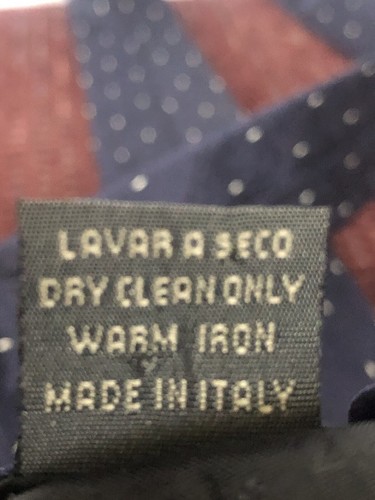 LAVAR A SECO
DRY CLEAN ONLY
WARM IRON
MADE IN ITALY